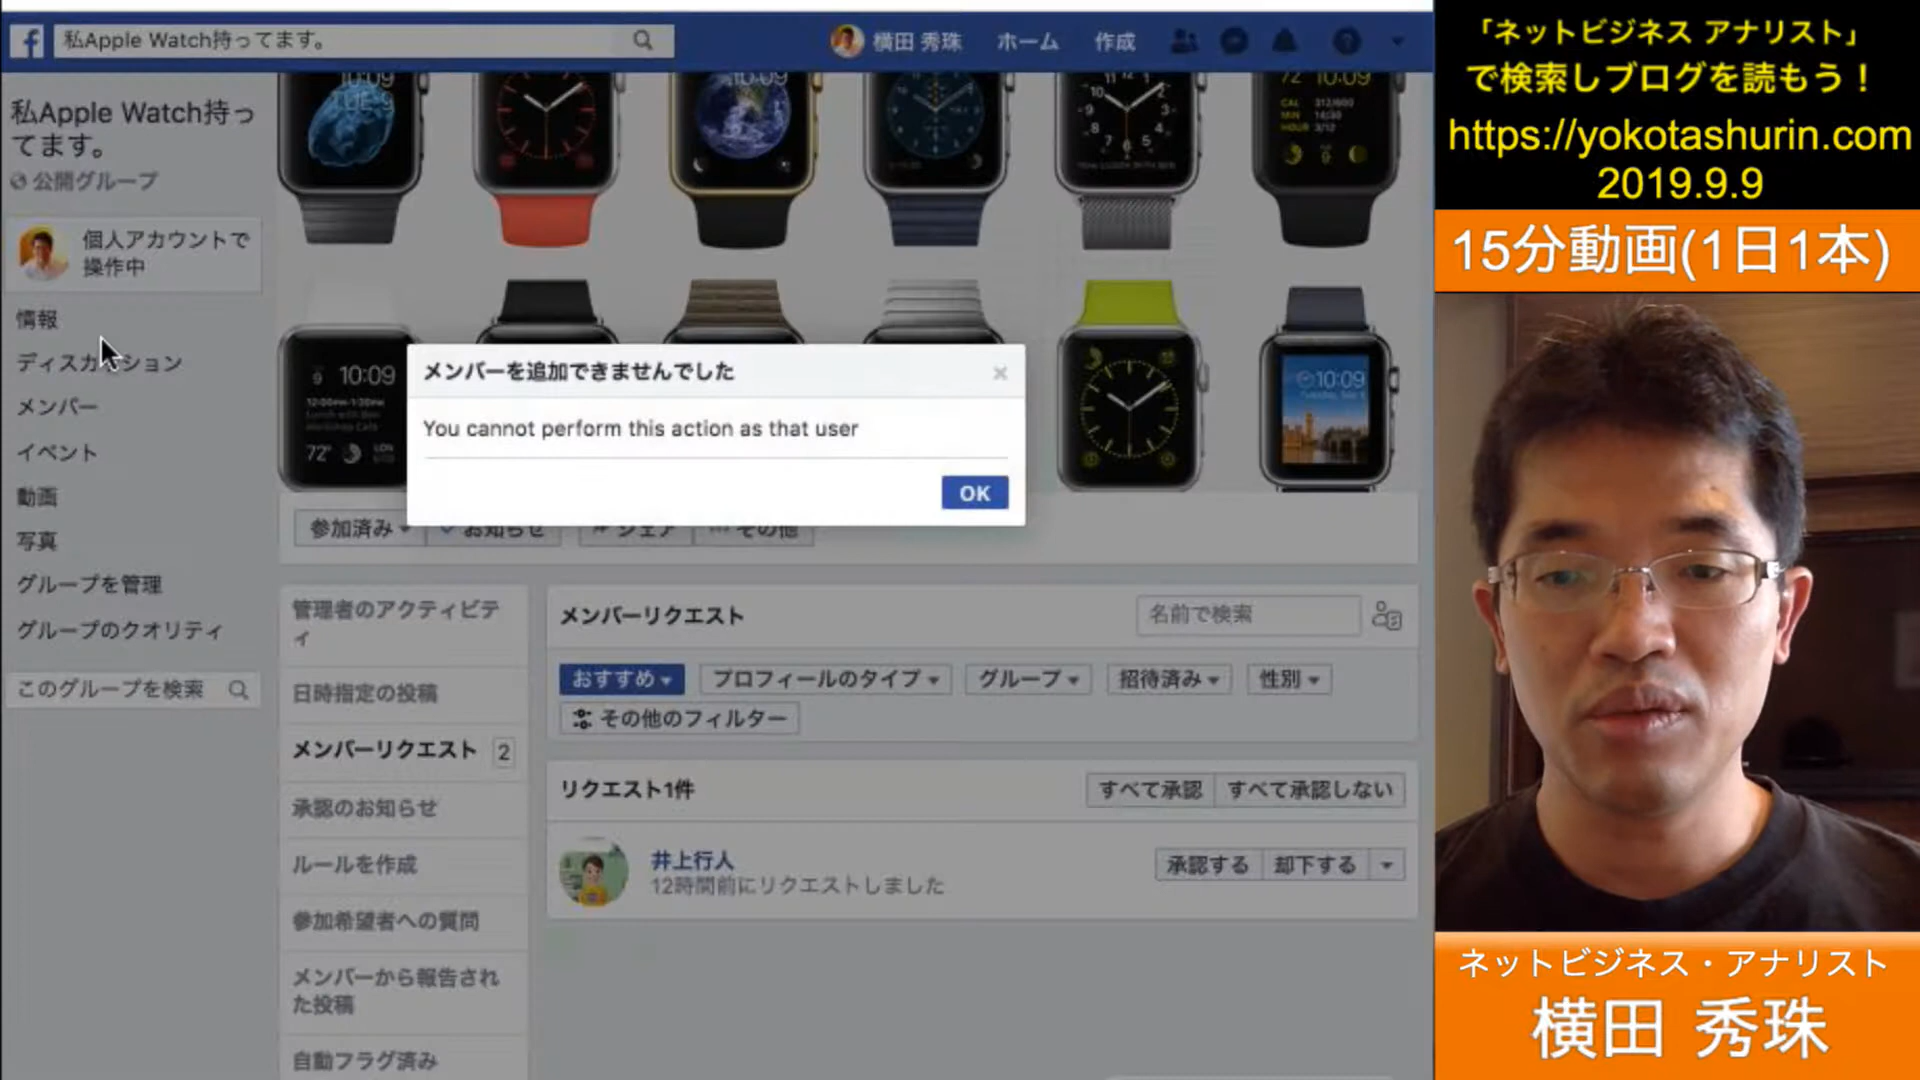 私Apple Watch持ってます。
横田 秀珠
ホーム
作成
私Apple Watch持っ
てます。
公開グループ
個人アカウントで
操作中
情報
ディスカッション
メンバー
イベント
動画
写真
グループを管理
グループのクオリティ
このグループを検索
10:09
10:09
10:09
10:09
72°
メンバーを追加できませんでした
You cannot perform this action as that user
OK
参加済み
お知らせ
シェア
その他
管理者のアクティビテ
ィ
日時指定の投稿
メンバーリクエスト 2
承認のお知らせ
ルールを作成
参加希望者への質問
メンバーから報告され
た投稿
自動フラグ済み
メンバーリクエスト
名前で検索
おすすめ
プロフィールのタイプ
グループ
招待済み
性別
その他のフィルター
リクエスト1件
すべて承認
すべて承認しない
井上行人
12時間前にリクエストしました
承認する
却下する
「ネットビジネス アナリスト」
で検索しブログを読もう！
https://yokotashurin.com
2019.9.9
15分動画(1日1本)
ネットビジネス・アナリスト
横田 秀珠